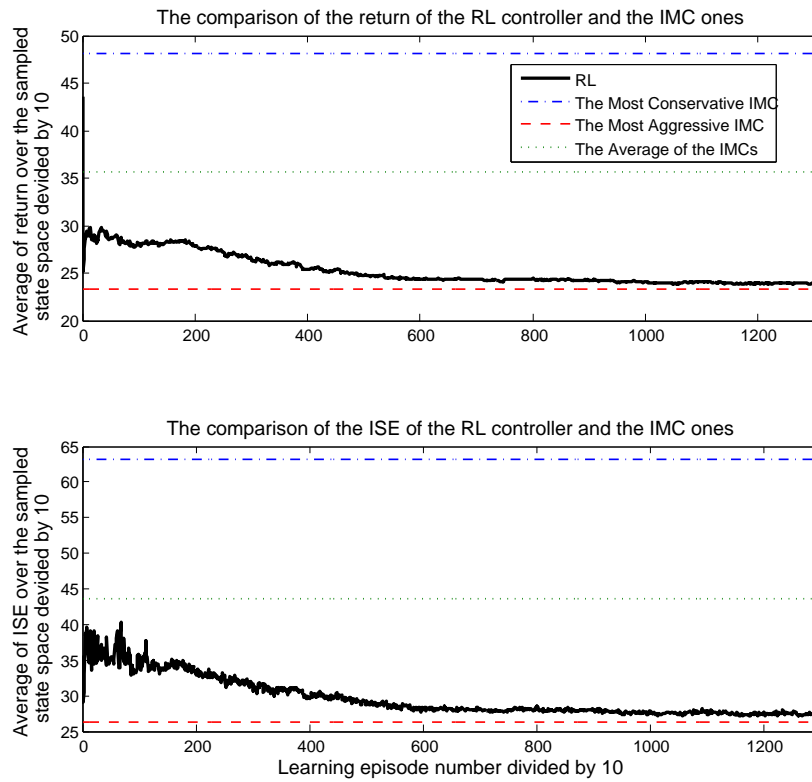 The comparison of the return of the RL controller and the IMC ones
Average of return over the sampled
state space devided by 10
50
45
40
35
30
25
20
RL
The Most Conservative IMC
The Most Aggressive IMC
The Average of the IMCs
0
200
400
600
800
1000
1200
The comparison of the ISE of the RL controller and the IMC ones
Average of ISE over the sampled
state space devided by 10
65
60
55
50
45
40
35
30
25
0
200
400
600
800
1000
1200
Learning episode number divided by 10